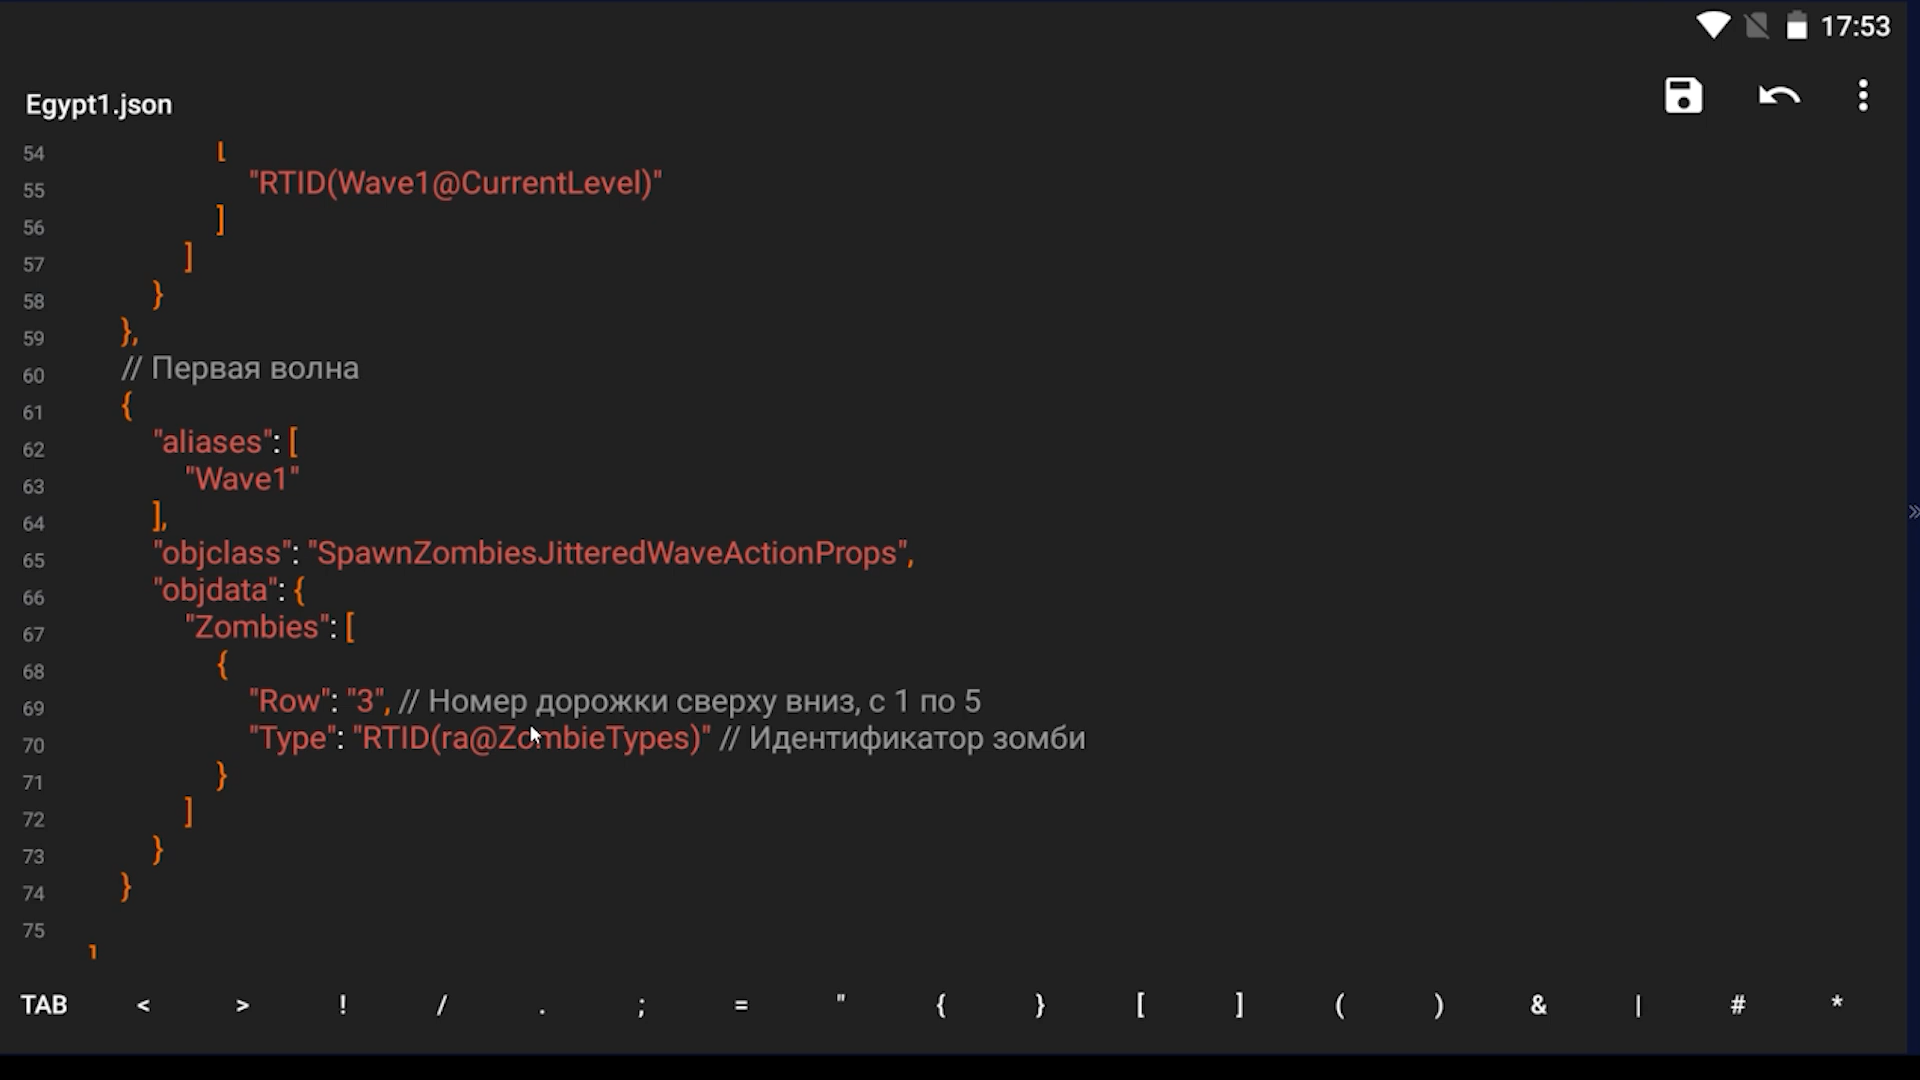 17:53
Egypt1.json
54 [
55 "RTID(Wave1@CurrentLevel)"
56 ]
57 ]
58 }
59 },
60 // Первая волна
61 {
62 "aliases": [
63 "Wave1"
64 ],
65 "objclass": "SpawnZombiesJitteredWaveActionProps",
66 "objdata": {
67 "Zombies": [
68 {
69 "Row": "3", // Номер дорожки сверху вниз, с 1 по 5
70 "Type": "RTID(ra@ZombieTypes)" // Идентификатор зомби
71 }
72 ]
73 }
74 }
75
]
TAB < > ! / . ; = " { } [ ] ( ) & | # *